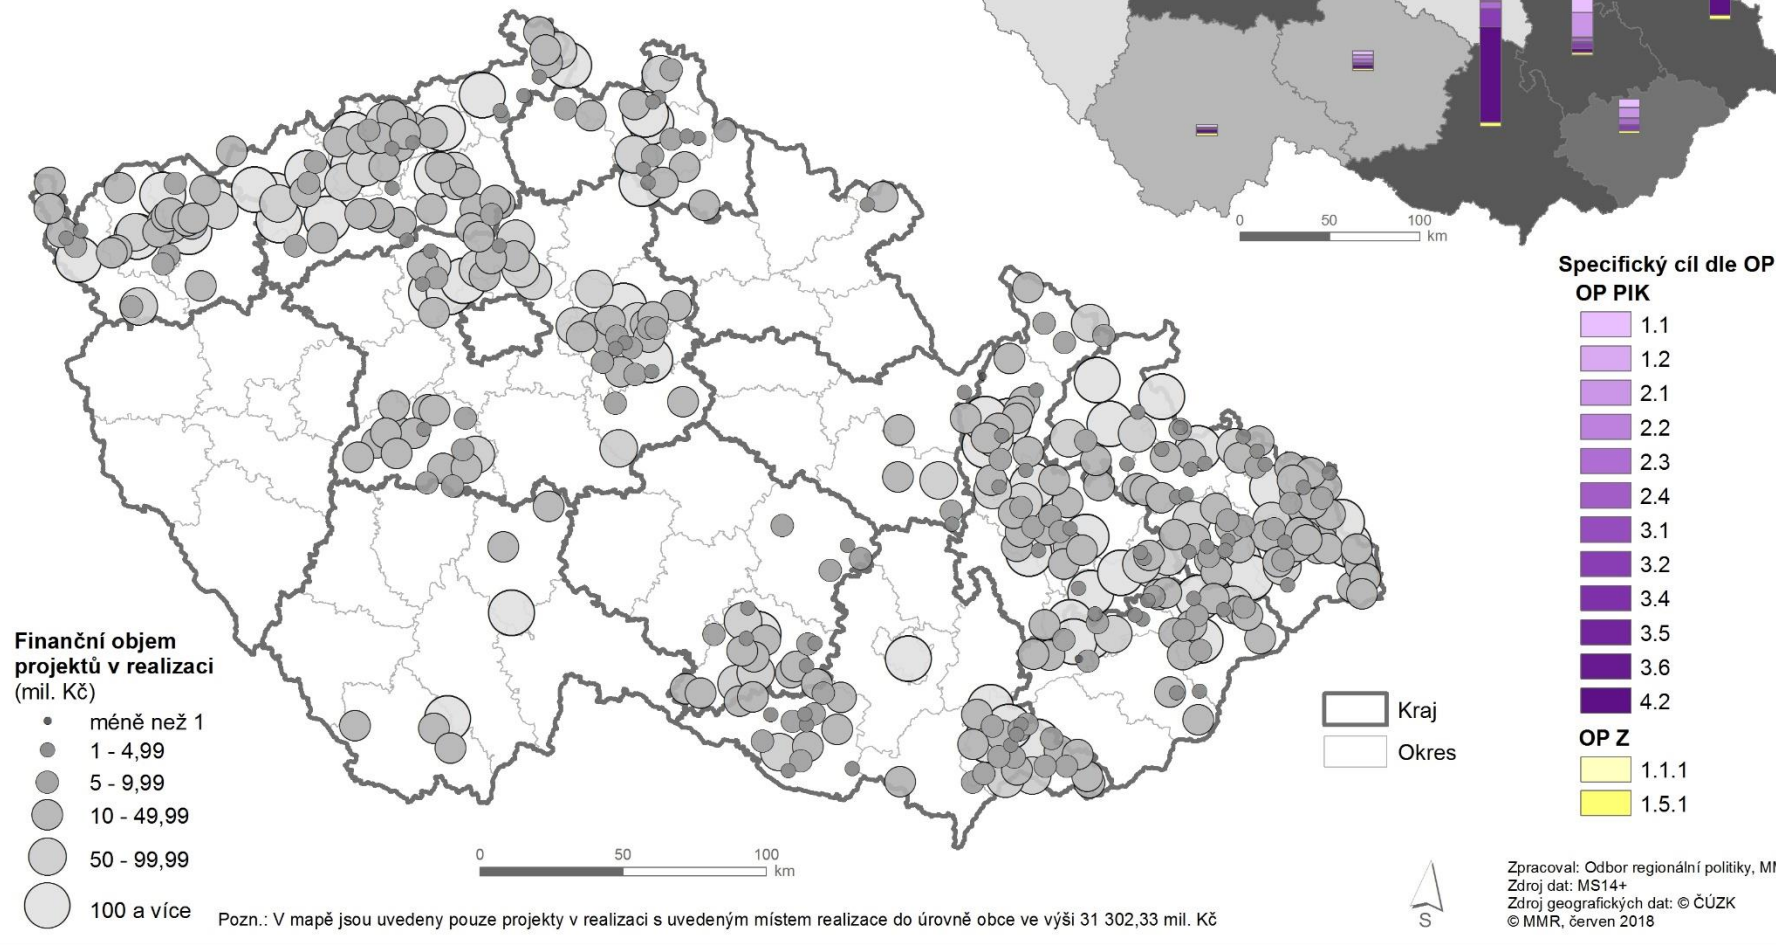 0 50 100
km
Specifický cíl dle OP
OP PIK
1.1
1.2
2.1
2.2
2.3
2.4
3.1
3.2
3.4
3.5
3.6
4.2
OP Z
1.1.1
1.5.1
Finanční objem
projektů v realizaci
(mil. Kč)
méně než 1
1 - 4,99
5 - 9,99
10 - 49,99
50 - 99,99
100 a více
Kraj
Okres
0 50 100
km
S
Pozn.: V mapě jsou uvedeny pouze projekty v realizaci s uvedeným místem realizace do úrovně obce ve výši 31 302,33 mil. Kč
Zpracoval: Odbor regionální politiky,
Zdroj dat: MS14+
Zdroj geografických dat: © ČÚZK
© MMR, červen 2018